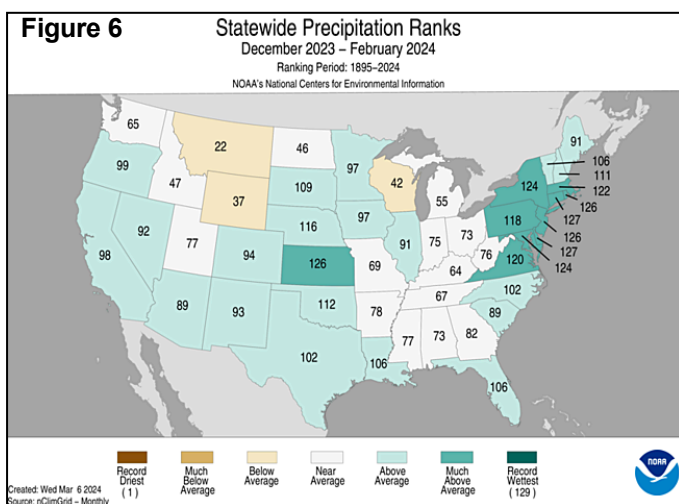 Figure 6
Statewide Precipitation Ranks
December 2023 – February 2024
Ranking Period: 1895–2024
NOAA's National Centers for Environmental Information
65
22
46
97
91
99
47
37
109
42
55
124
106
111
122
126
127
126
127
124
98
92
77
94
116
97
91
75
73
76
118
120
126
69
64
67
102
89
89
93
112
78
77
73
82
102
106
106
Record
Driest
(1)
Much
Below
Average
Below
Average
Near
Average
Above
Average
Much
Above
Average
Record
Wettest
(129)
NOAA
Created: Wed Mar 6 2024
Source: nClimGrid – Monthly